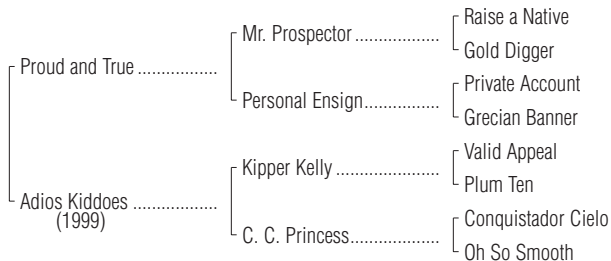 Raise a Native
Mr. Prospector ..................
Gold Digger
Proud and True .................
Private Account
Personal Ensign................
Grecian Banner
Valid Appeal
Kipper Kelly ......................
Plum Ten
Adios Kiddoes ..................
(1999)
Conquistador Cielo
C. C. Princess...................
Oh So Smooth